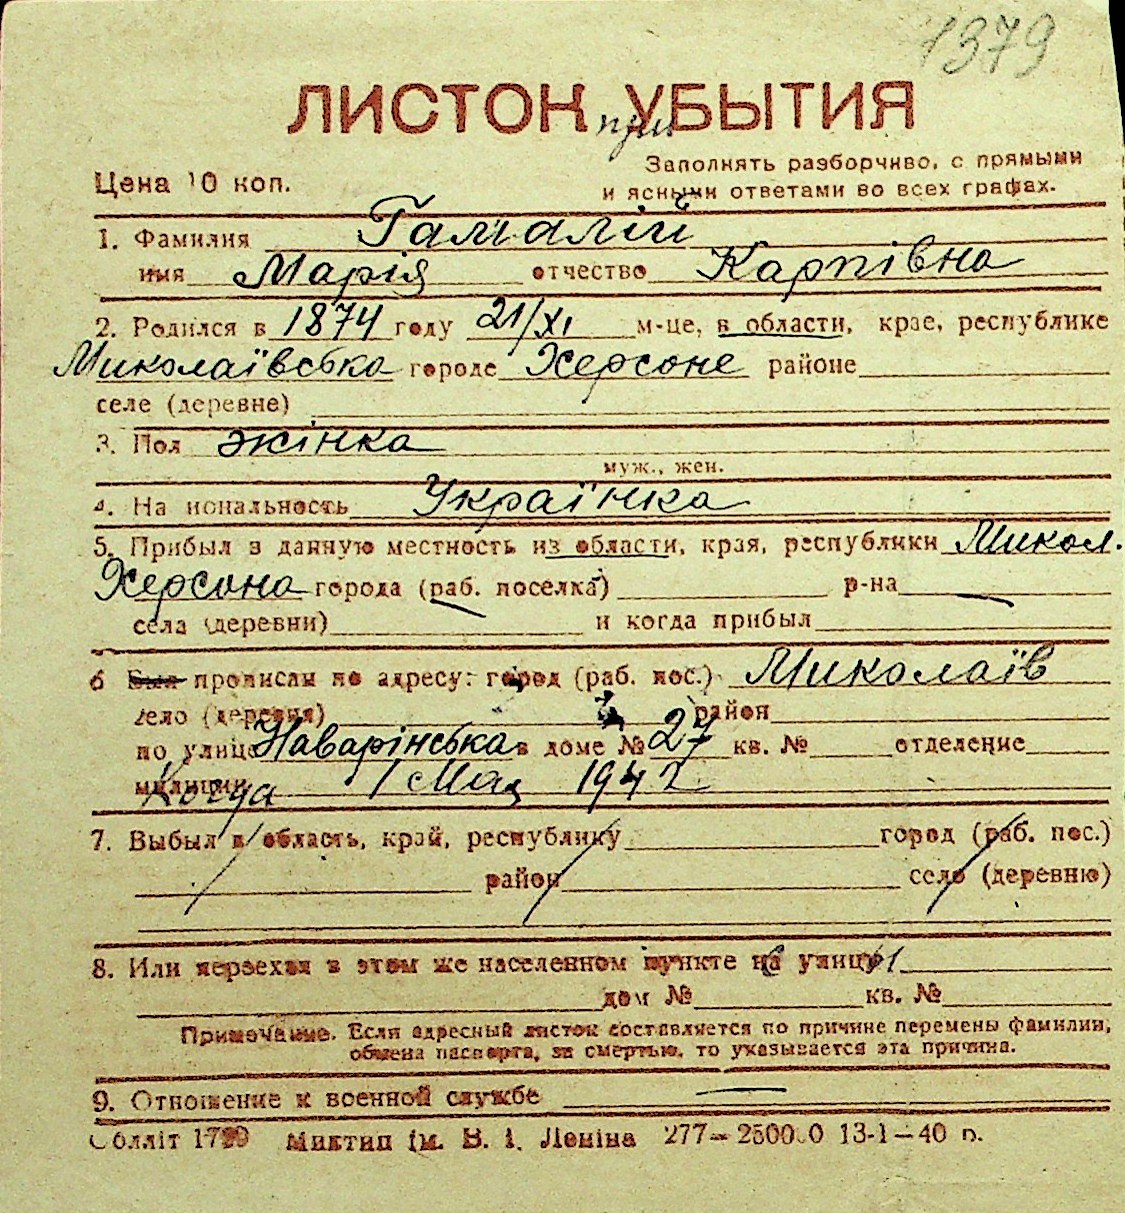 1379
ЛИСТОК при УБЫТИЯ
Заполнять разборчиво, с прямыми
Цена 10 коп. и ясными ответами во всех графах.
1. Фамилия Гамалій
имя Марія отчество Карпівна
2. Родился в 1874 году 21/XI м-це, в области, крае, республике
Миколаївська городе Херсоне районе
селе (деревне)
3. Пол жінка
муж., жен.
4. На иональность Українка
5. Прибыл в данную местность из области, края, республики Микол.
Херсона города (раб. поселка) р-на
села (деревни) и когда прибыл
6 Был прописан по адресу: город (раб. пос.) Миколаїв
село (деревня) район
по улице Наварінська в доме № 27 кв. № отделение
милиции Когда 1 Мая 1942
7. Выбыл в область, край, республику город (раб. пос.)
район село (деревню)
8. Или переехал в этом же населенном пункте на улицу
дом № кв. №
Примечание. Если адресный листок составляется по причине перемены фамилии,
обмена паспорта, за смертью, то указывается эта причина.
9. Отношение к военной службе
Облліт 1799 Миктип ім. В. І. Леніна 277—25000 13-1—40 р.